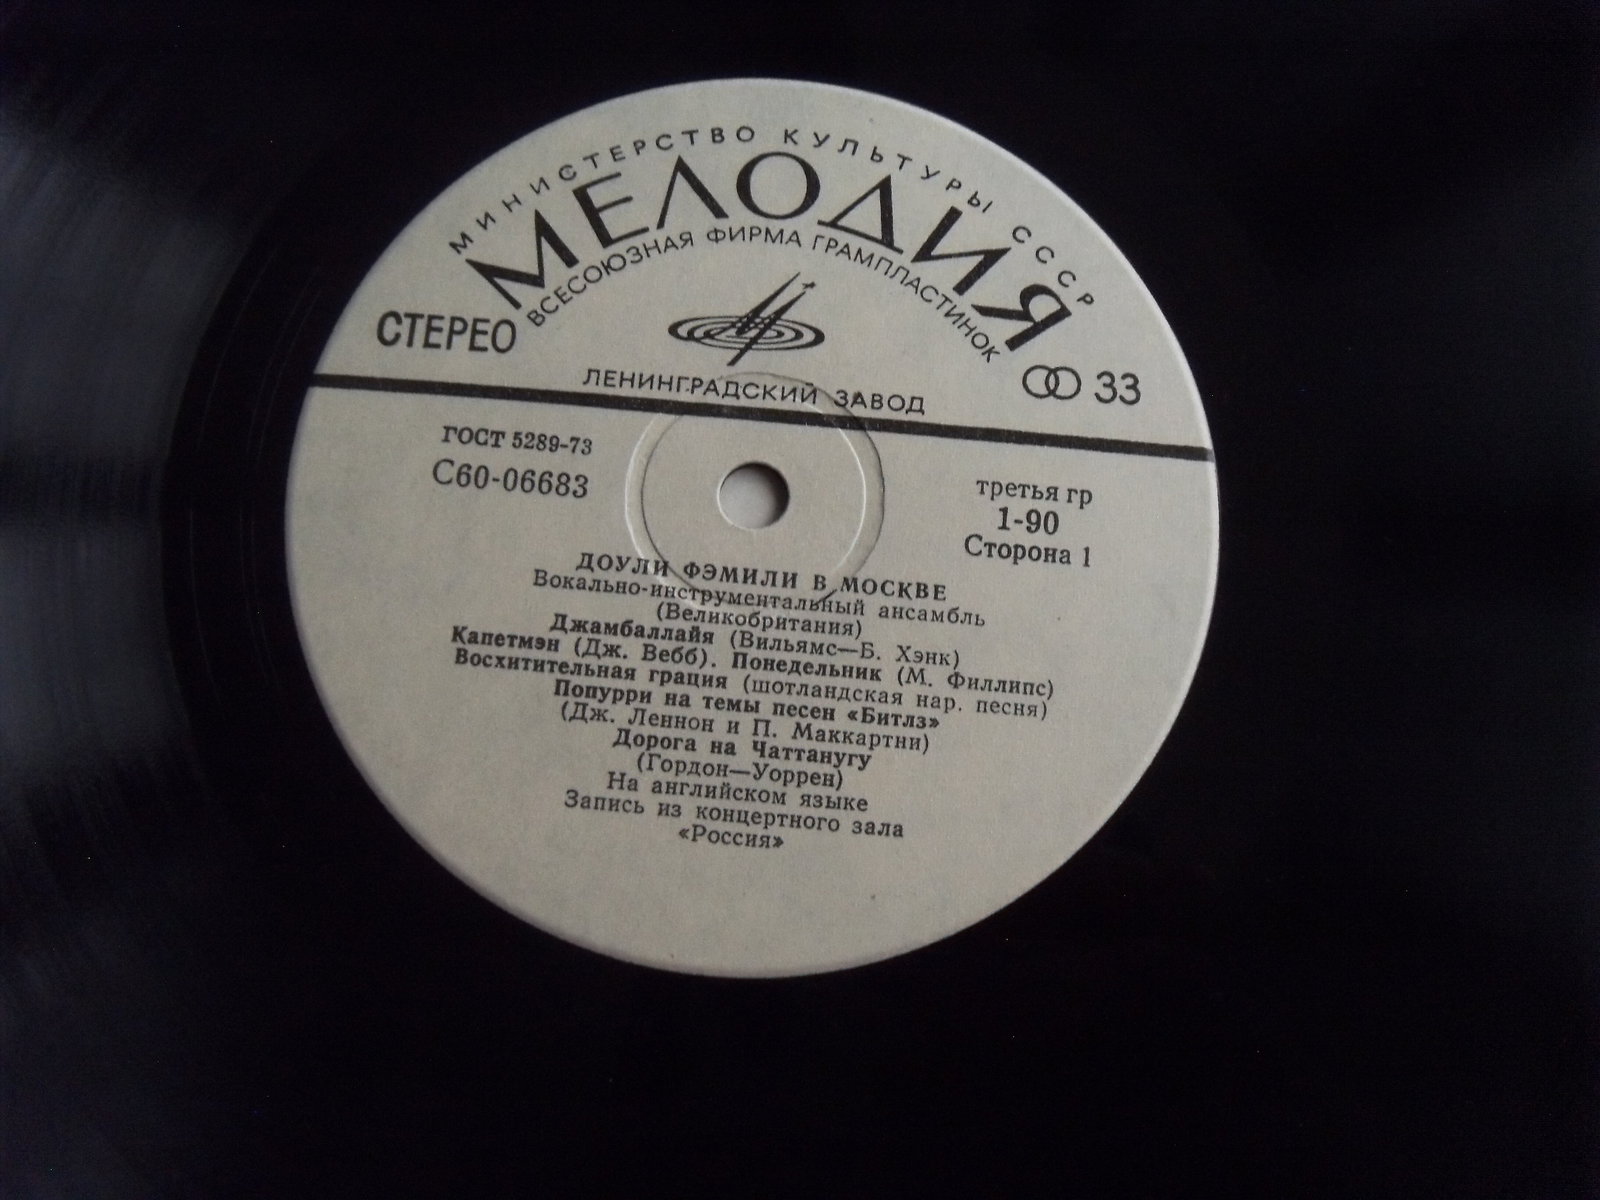 МИНИСТЕРСТВО КУЛЬТУРЫ СССР
МЕЛОДИЯ
ВСЕСОЮЗНАЯ ФИРМА ГРАМПЛАСТИНОК
СТЕРЕО
33
ЛЕНИНГРАДСКИЙ ЗАВОД
ГОСТ 5289-73
С60-06683
третья гр
1-90
Сторона 1
ДОУЛИ ФЭМИЛИ В МОСКВЕ
Вокально-инструментальный ансамбль
(Великобритания)
Джамбаллайя (Вильямс—Б. Хэнк)
Капетмэн (Дж. Вебб). Понедельник (М. Филлипс)
Восхитительная грация (шотландская нар. песня)
Попурри на темы песен «Битлз»
(Дж. Леннон и П. Маккартни)
Дорога на Чаттанугу
(Гордон—Уоррен)
На английском языке
Запись из концертного зала
«Россия»